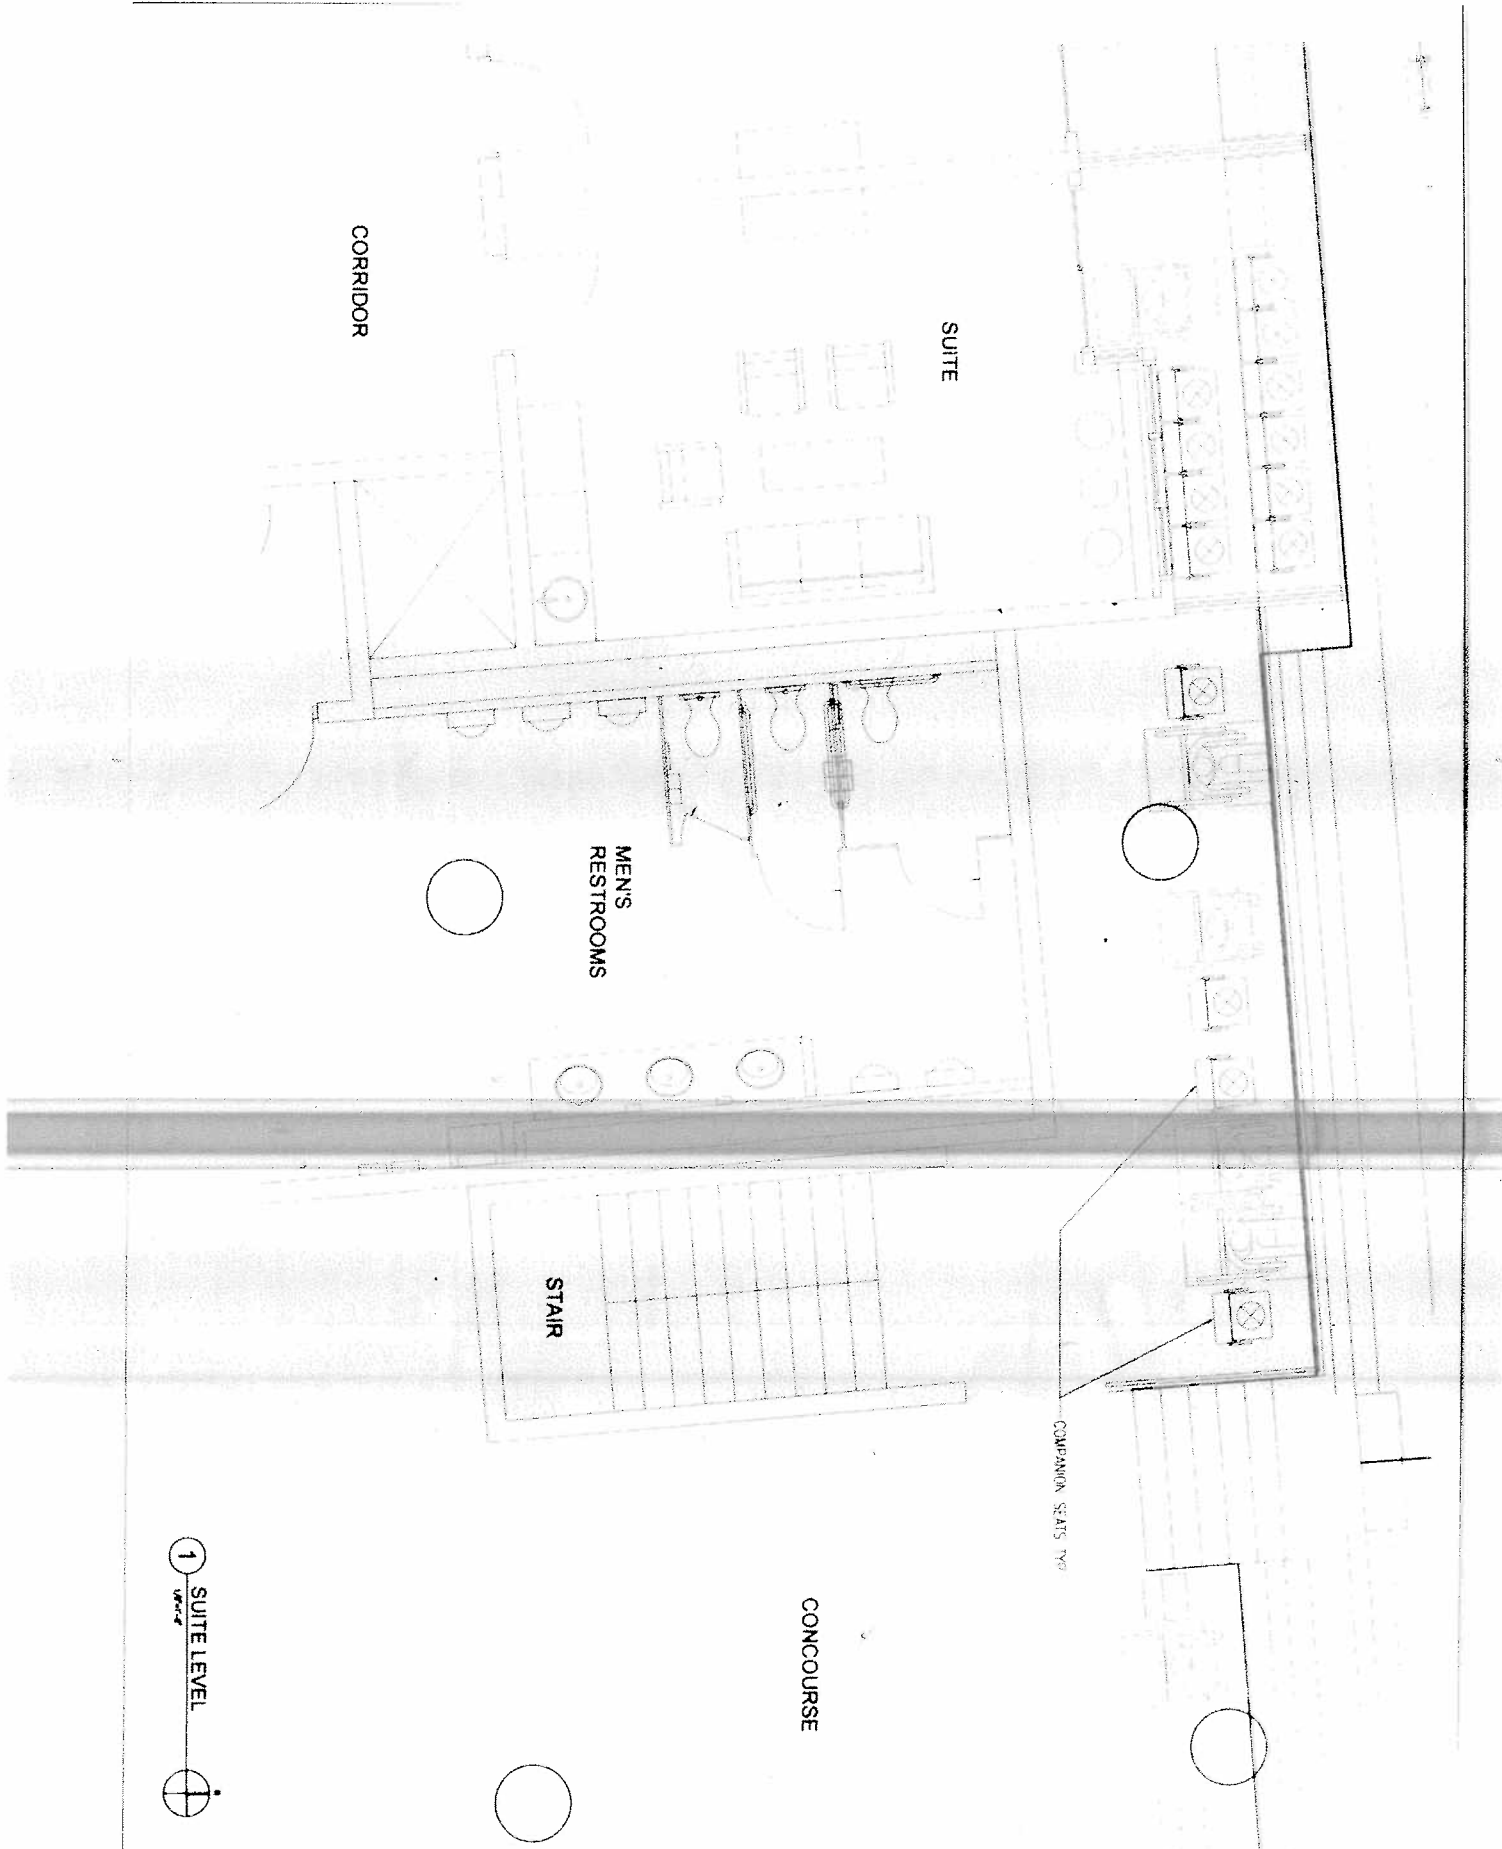 CORRIDOR
SUITE
MEN'S
RESTROOMS
STAIR
COMPANION SEATS TYP
CONCOURSE
1
SUITE LEVEL